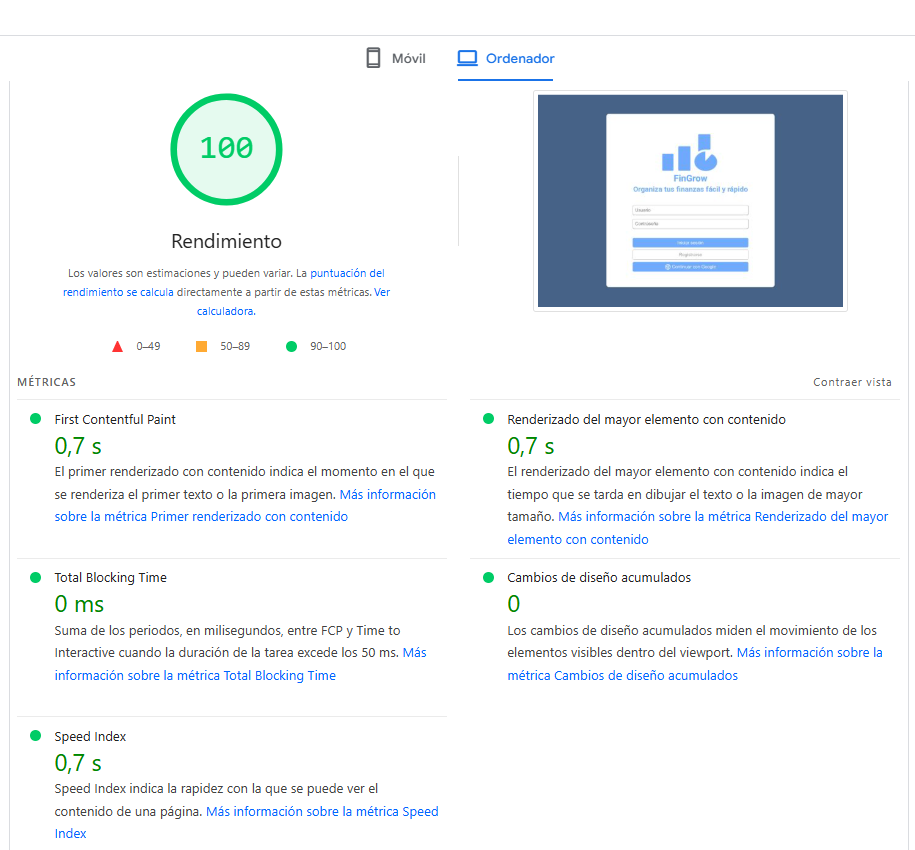 Móvil
Ordenador
100
Rendimiento
Los valores son estimaciones y pueden variar. La puntuación del
rendimiento se calcula directamente a partir de estas métricas. Ver
calculadora.
0–49
50–89
90–100
FinGrow
Organiza tus finanzas fácil y rápido
Usuario
Contraseña
Iniciar sesión
Registrarse
Continuar con Google
MÉTRICAS
Contraer vista
First Contentful Paint
0,7 s
El primer renderizado con contenido indica el momento en el que
se renderiza el primer texto o la primera imagen. Más información
sobre la métrica Primer renderizado con contenido
Renderizado del mayor elemento con contenido
0,7 s
El renderizado del mayor elemento con contenido indica el
tiempo que se tarda en dibujar el texto o la imagen de mayor
tamaño. Más información sobre la métrica Renderizado del mayor
elemento con contenido
Total Blocking Time
0 ms
Suma de los periodos, en milisegundos, entre FCP y Time to
Interactive cuando la duración de la tarea excede los 50 ms. Más
información sobre la métrica Total Blocking Time
Cambios de diseño acumulados
0
Los cambios de diseño acumulados miden el movimiento de los
elementos visibles dentro del viewport. Más información sobre la
métrica Cambios de diseño acumulados
Speed Index
0,7 s
Speed Index indica la rapidez con la que se puede ver el
contenido de una página. Más información sobre la métrica Speed
Index